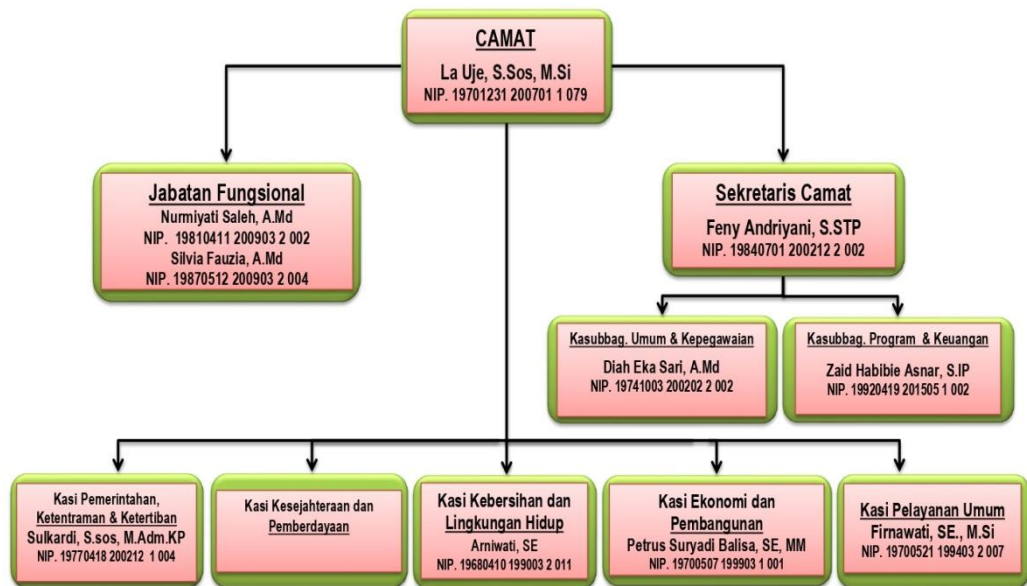 CAMAT
La Uje, S.Sos, M.Si
NIP. 19701231 200701 1 079
Jabatan Fungsional
Nurmiyati Saleh, A.Md
NIP. 19810411 200903 2 002
Silvia Fauzia, A.Md
NIP. 19870512 200903 2 004
Sekretaris Camat
Feny Andriyani, S.STP
NIP. 19840701 200212 2 002
Kasubbag. Umum & Kepegawaian
Diah Eka Sari, A.Md
NIP. 19741003 200202 2 002
Kasubbag. Program & Keuangan
Zaid Habibie Asnar, S.IP
NIP. 19920419 201505 1 002
Kasi Pemerintahan,
Ketentraman & Ketertiban
Sulkardi, S.sos, M.Adm.KP
NIP. 19770418 200212 1 004
Kasi Kesejahteraan dan
Pemberdayaan
Kasi Kebersihan dan
Lingkungan Hidup
Arniwati, SE
NIP. 19680410 199003 2 011
Kasi Ekonomi dan
Pembangunan
Petrus Suryadi Balisa, SE, MM
NIP. 19700507 199903 1 001
Kasi Pelayanan Umum
Firnawati, SE., M.Si
NIP. 19700521 199403 2 007